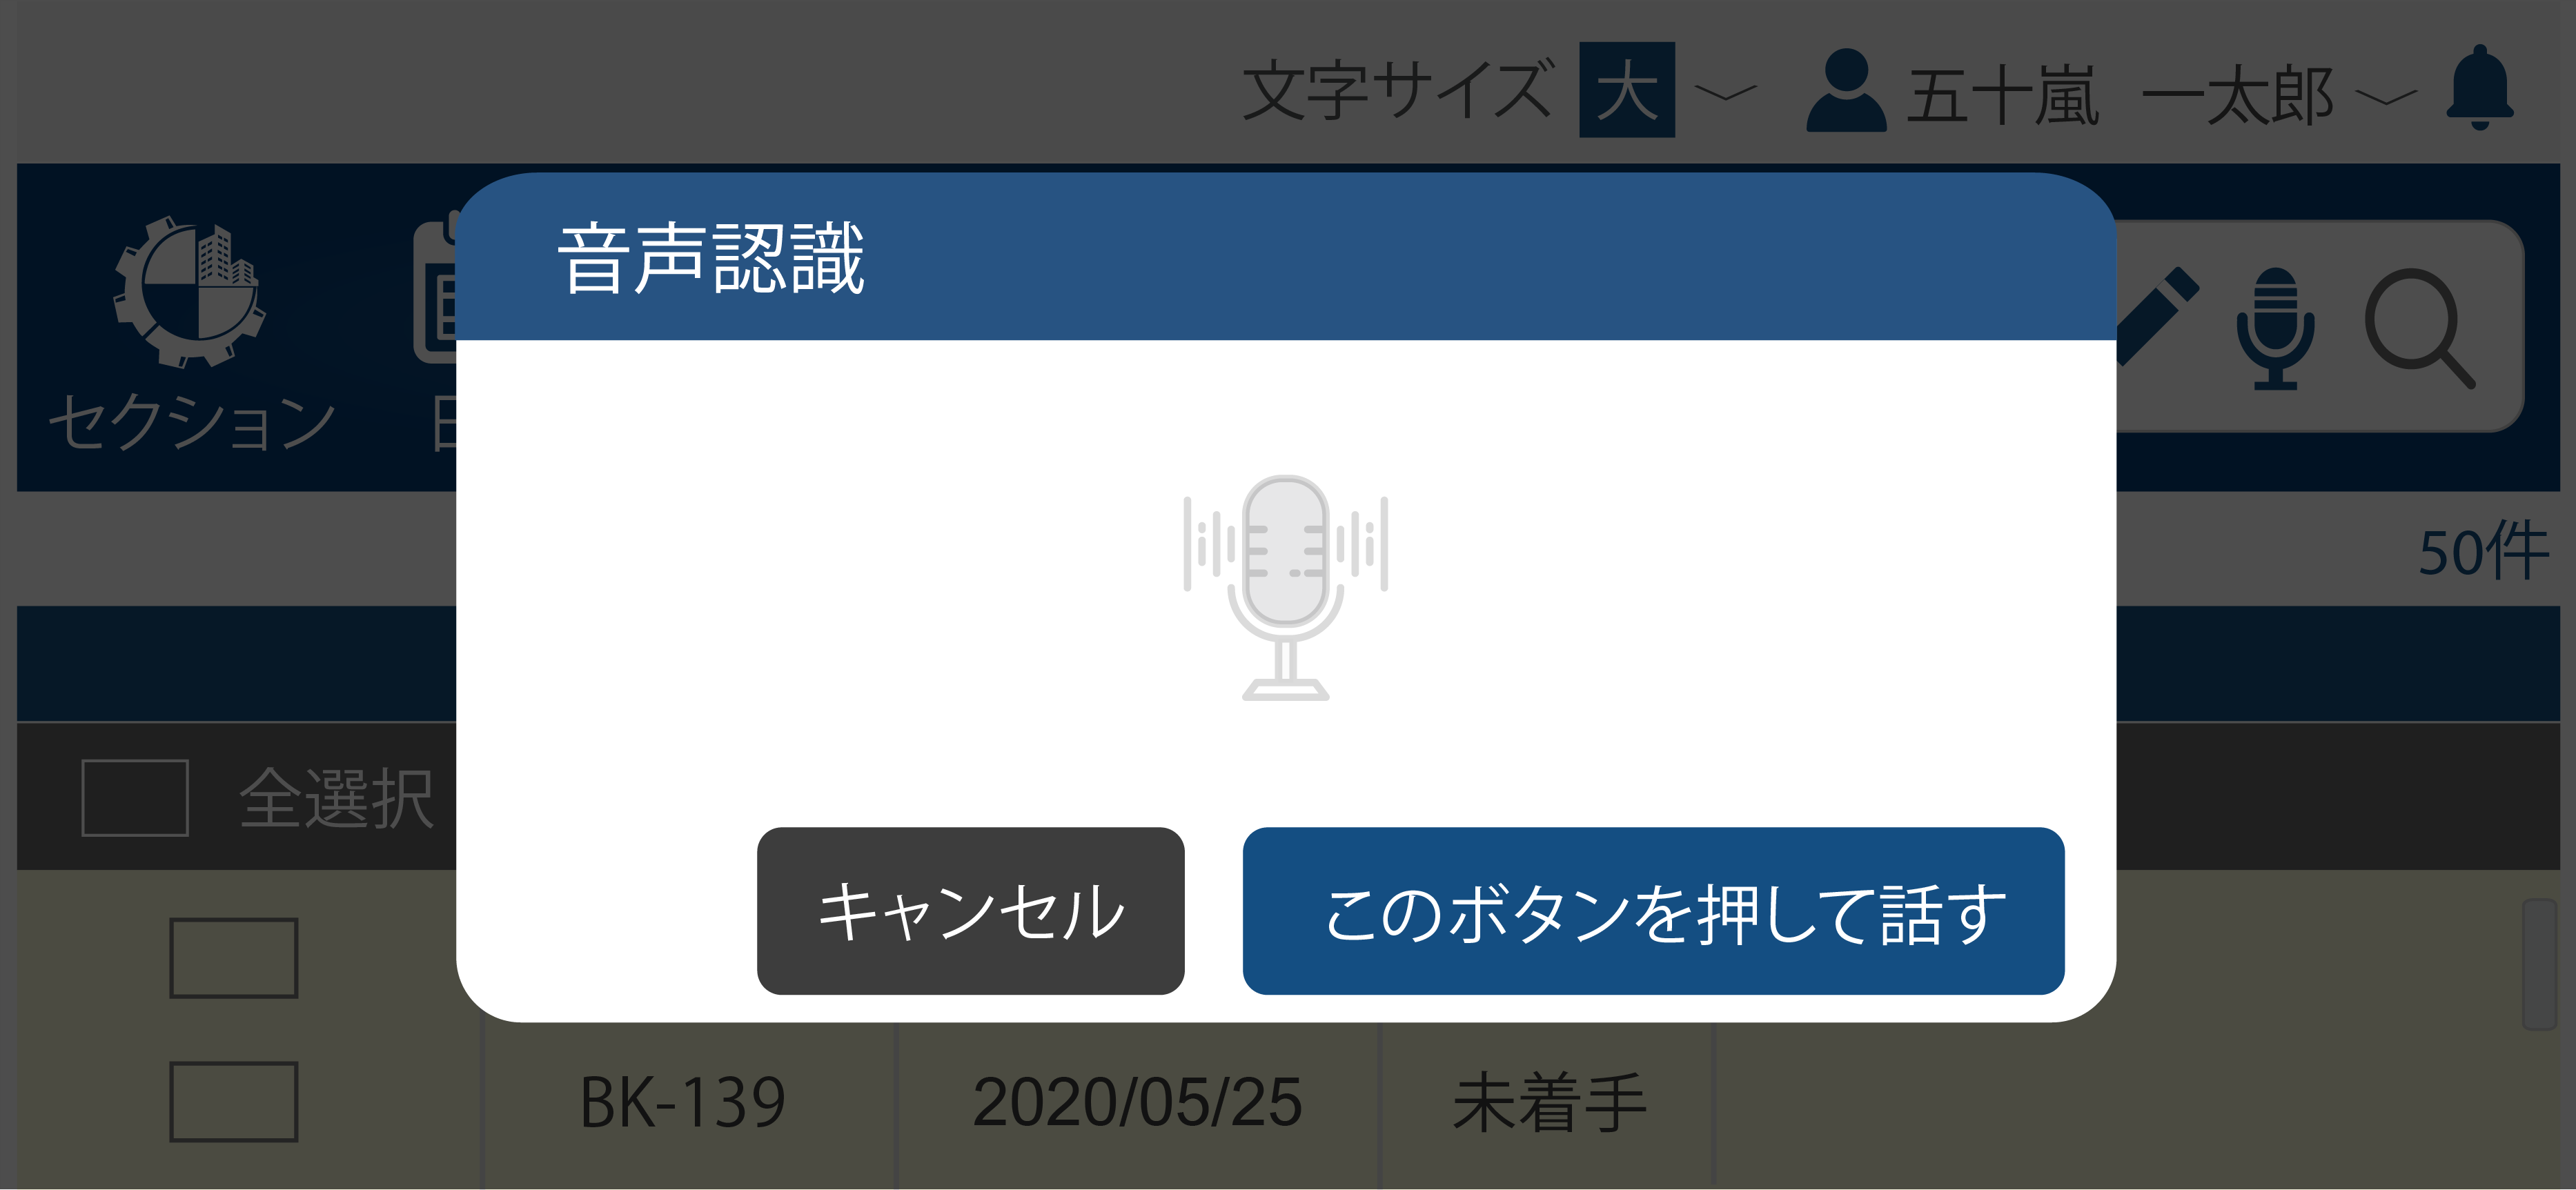 文字サイズ 大 五十嵐 一太郎
音声認識
セクション
50件
全選択
キャンセル このボタンを押して話す
BK-139 2020/05/25 未着手